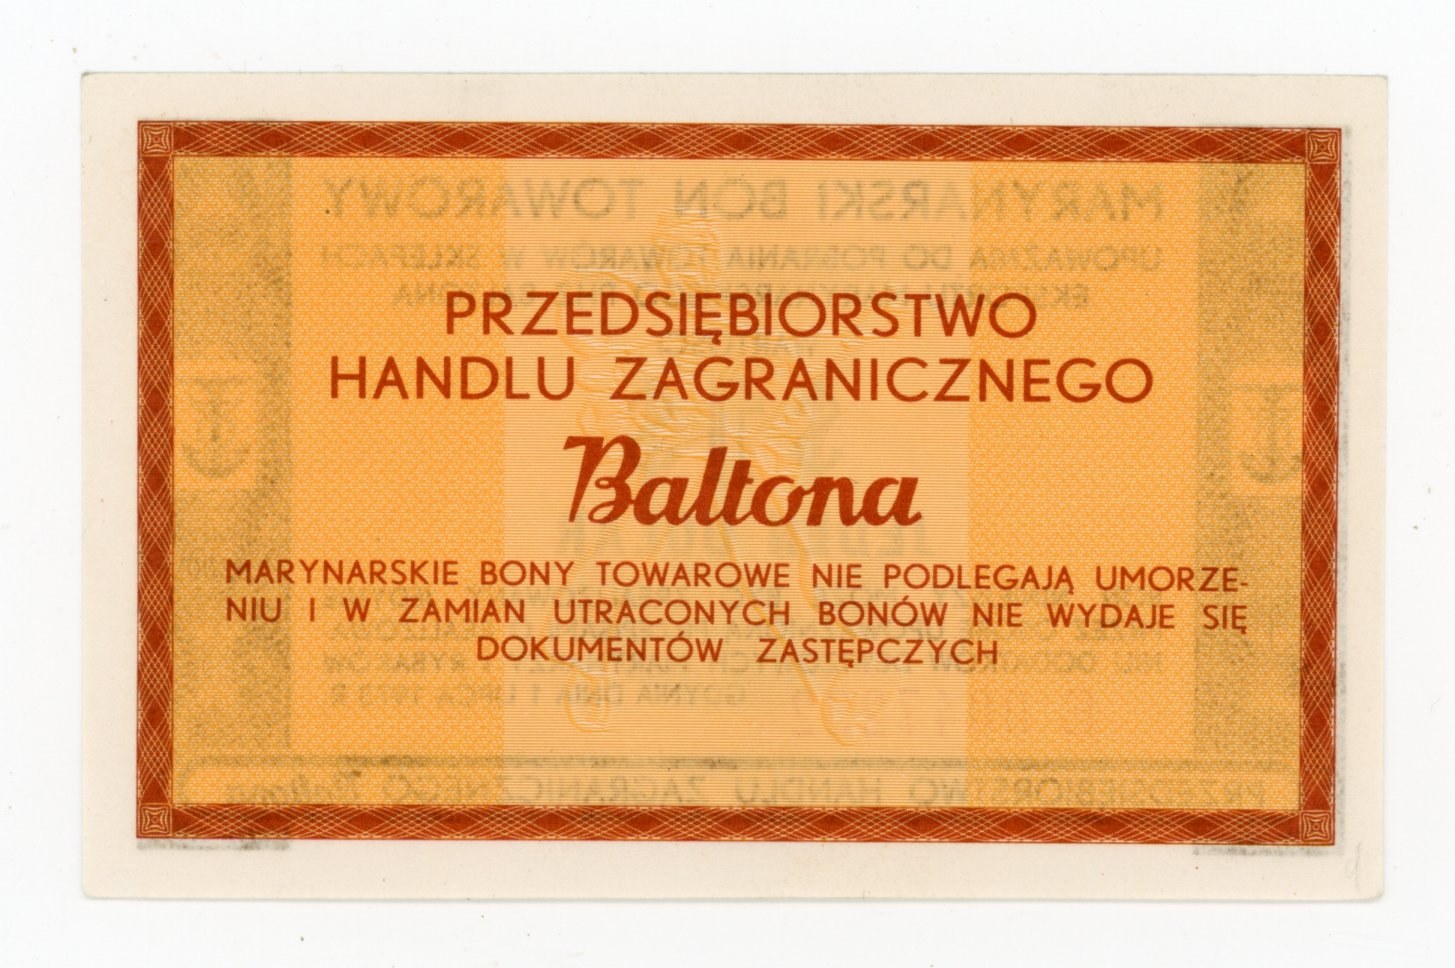 PRZEDSIĘBIORSTWO
HANDLU ZAGRANICZNEGO
Baltona
MARYNARSKIE BONY TOWAROWE NIE PODLEGAJĄ UMORZE-
NIU I W ZAMIAN UTRACONYCH BONÓW NIE WYDAJE SIĘ
DOKUMENTÓW ZASTĘPCZYCH